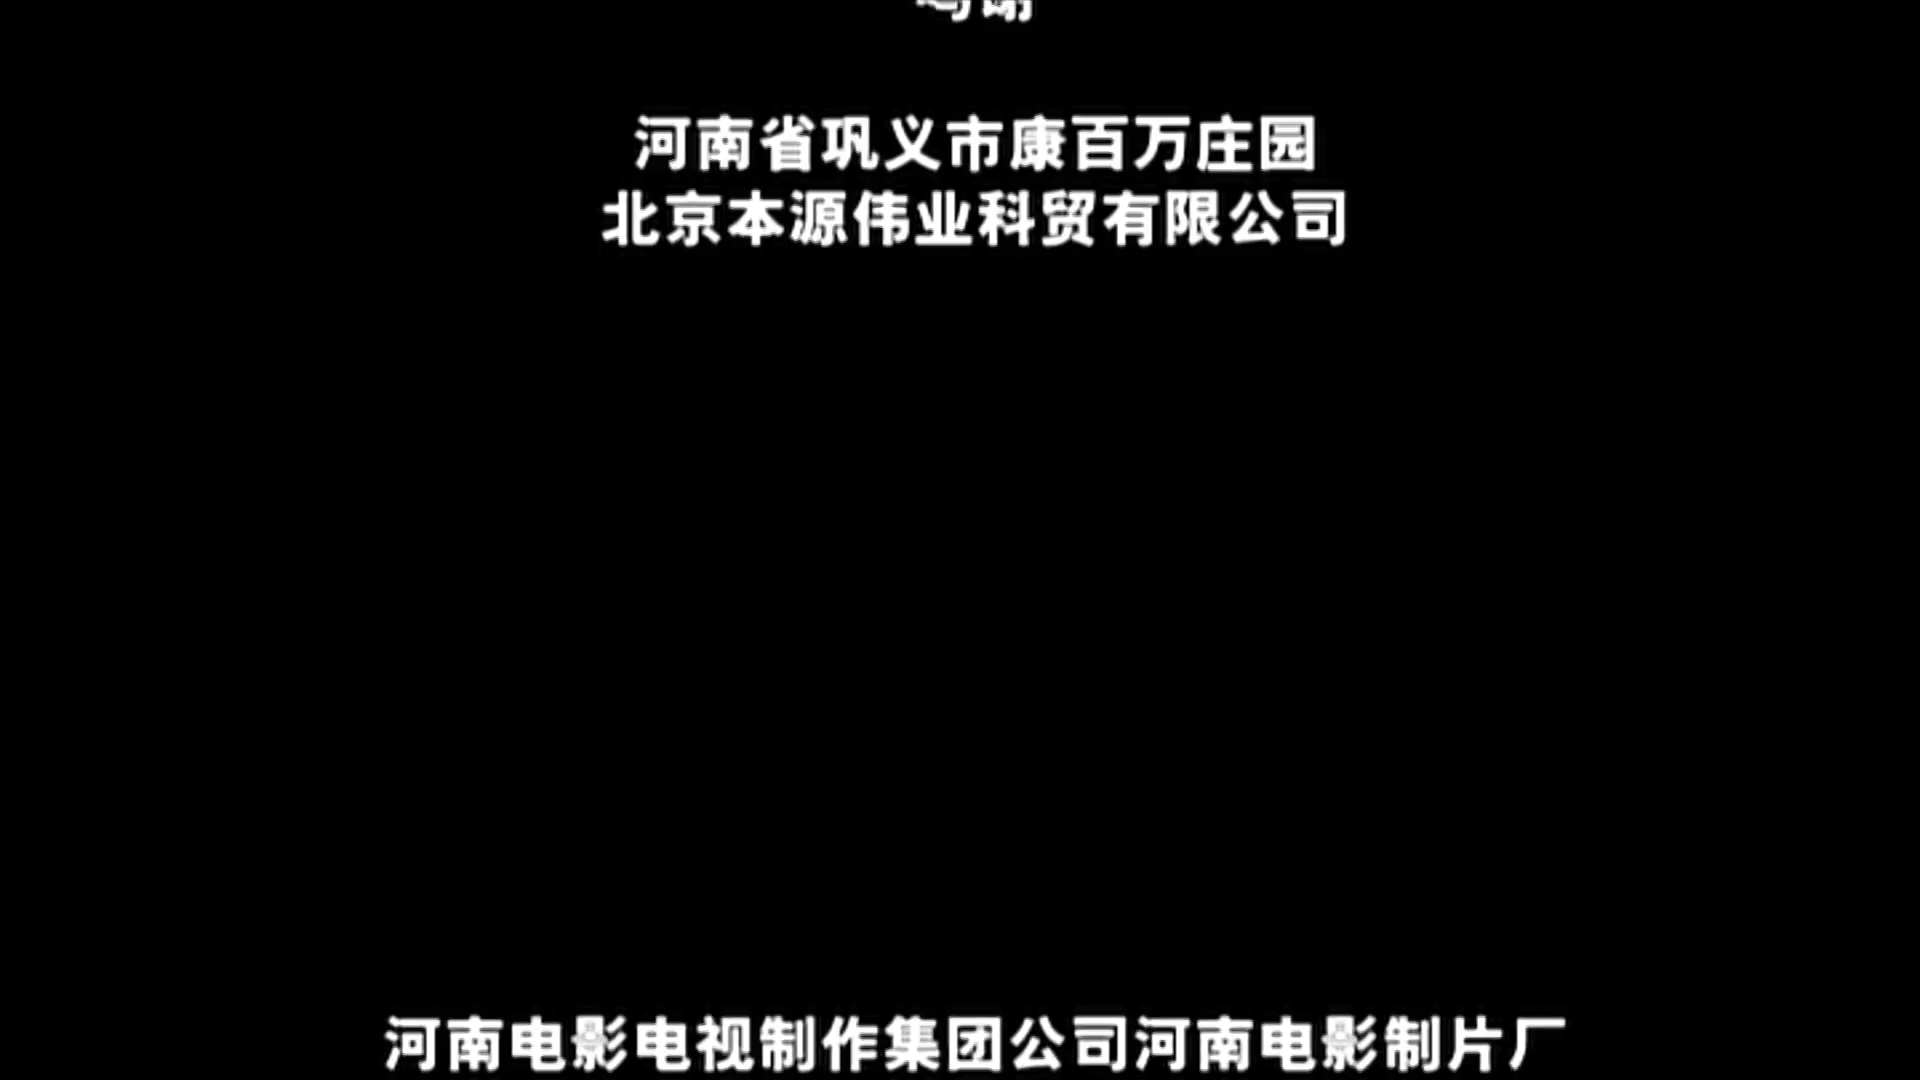 鸣谢
河南省巩义市康百万庄园
北京本源伟业科贸有限公司
河南电影电视制作集团公司河南电影制片厂